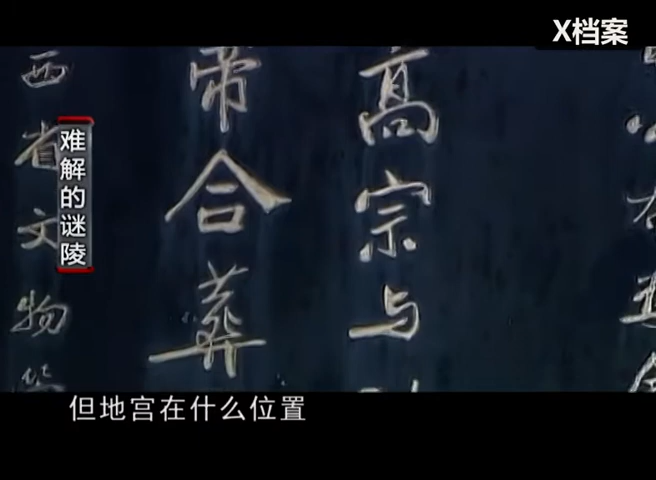 X档案
难解的谜陵
高宗与
帝合葬
西省文物
但地宫在什么位置